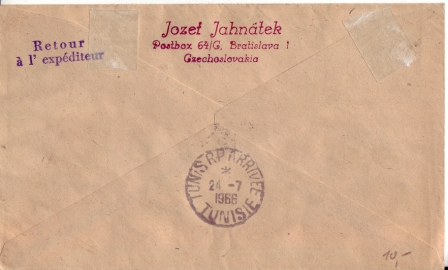 Retour
à l' expéditeur
Jozef Jahnátek
Postbox 64/G, Bratislava 1
Czechoslovakia
TUNIS R.P ARRIVEE
*
24 -7
1966
TUNISIE
10,-